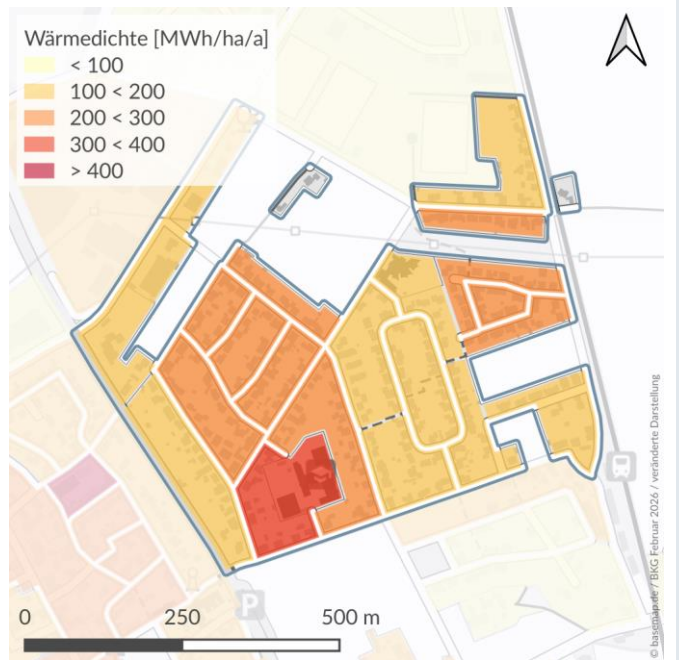 Wärmedichte [MWh/ha/a]
< 100
100 < 200
200 < 300
300 < 400
> 400
P
0 250 500 m
© basemap.de / BKG Februar 2026 / veränderte Darstellung